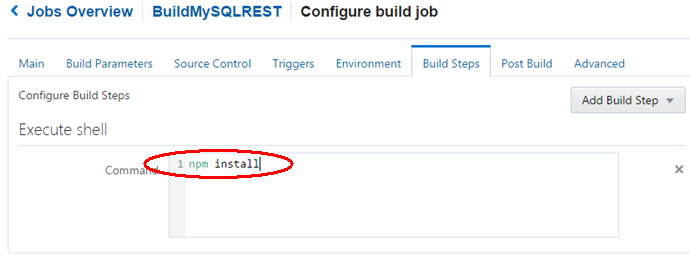 Jobs Overview BuildMySQLREST Configure build job
Main Build Parameters Source Control Triggers Environment Build Steps Post Build Advanced
Configure Build Steps Add Build Step
Execute shell
Command 1 npm install